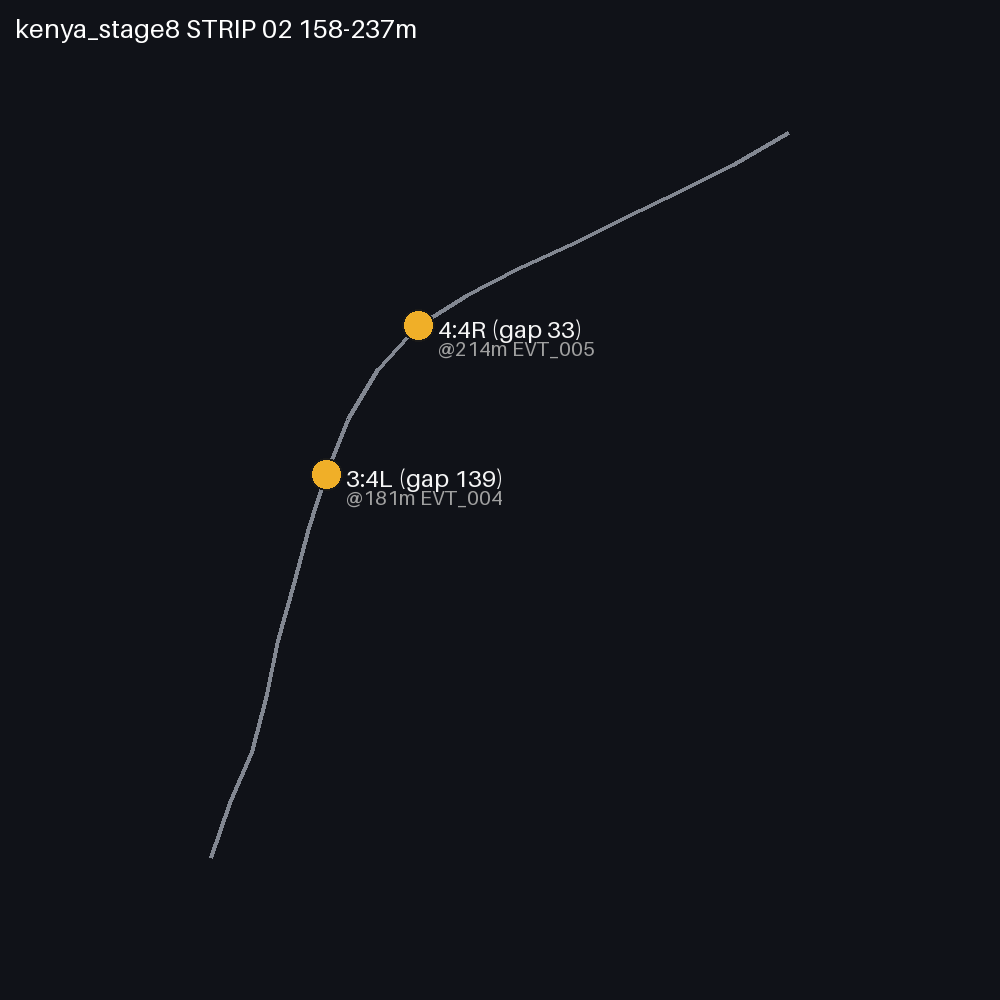 kenya_stage8 STRIP 02 158-237m
4:4R (gap 33)
@214m EVT_005
3:4L (gap 139)
@181m EVT_004